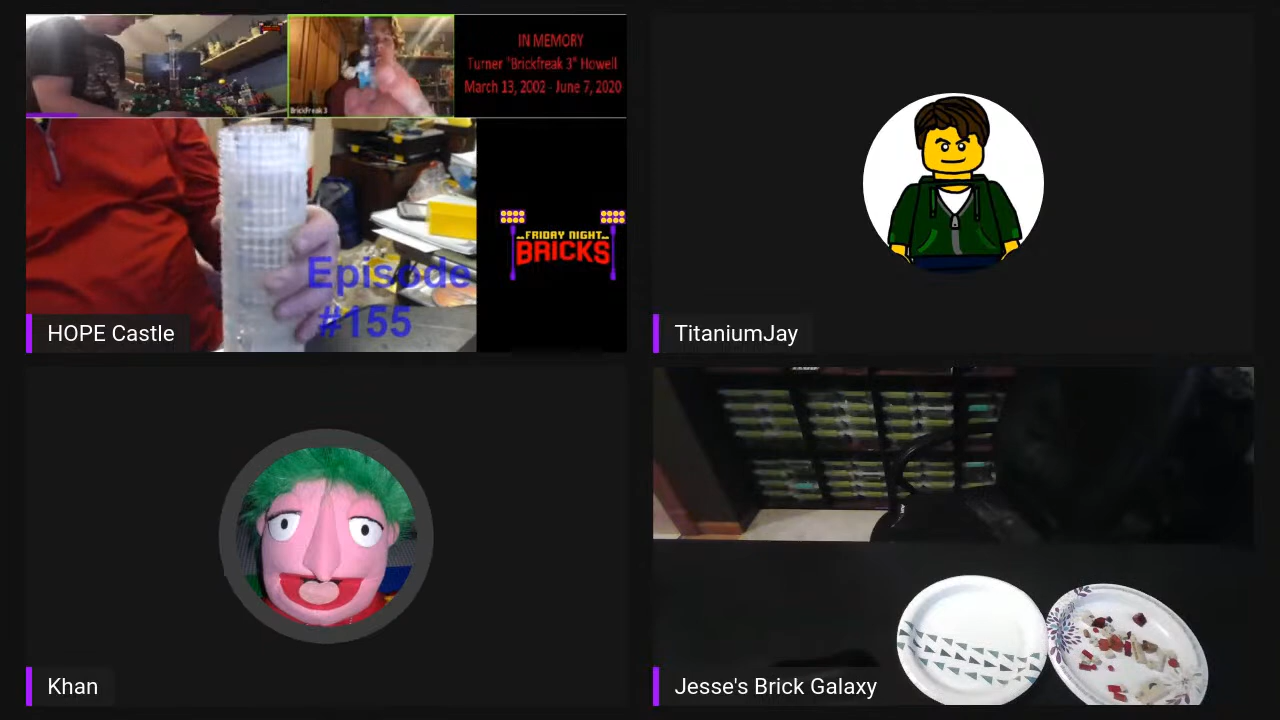 IN MEMORY
Turner "Brickfreak 3" Howell
March 13, 2002 - June 7, 2020
BrickFreak 3
FRIDAY NIGHT
BRICKS
Episode
#155
HOPE Castle
TitaniumJay
Khan
Jesse's Brick Galaxy